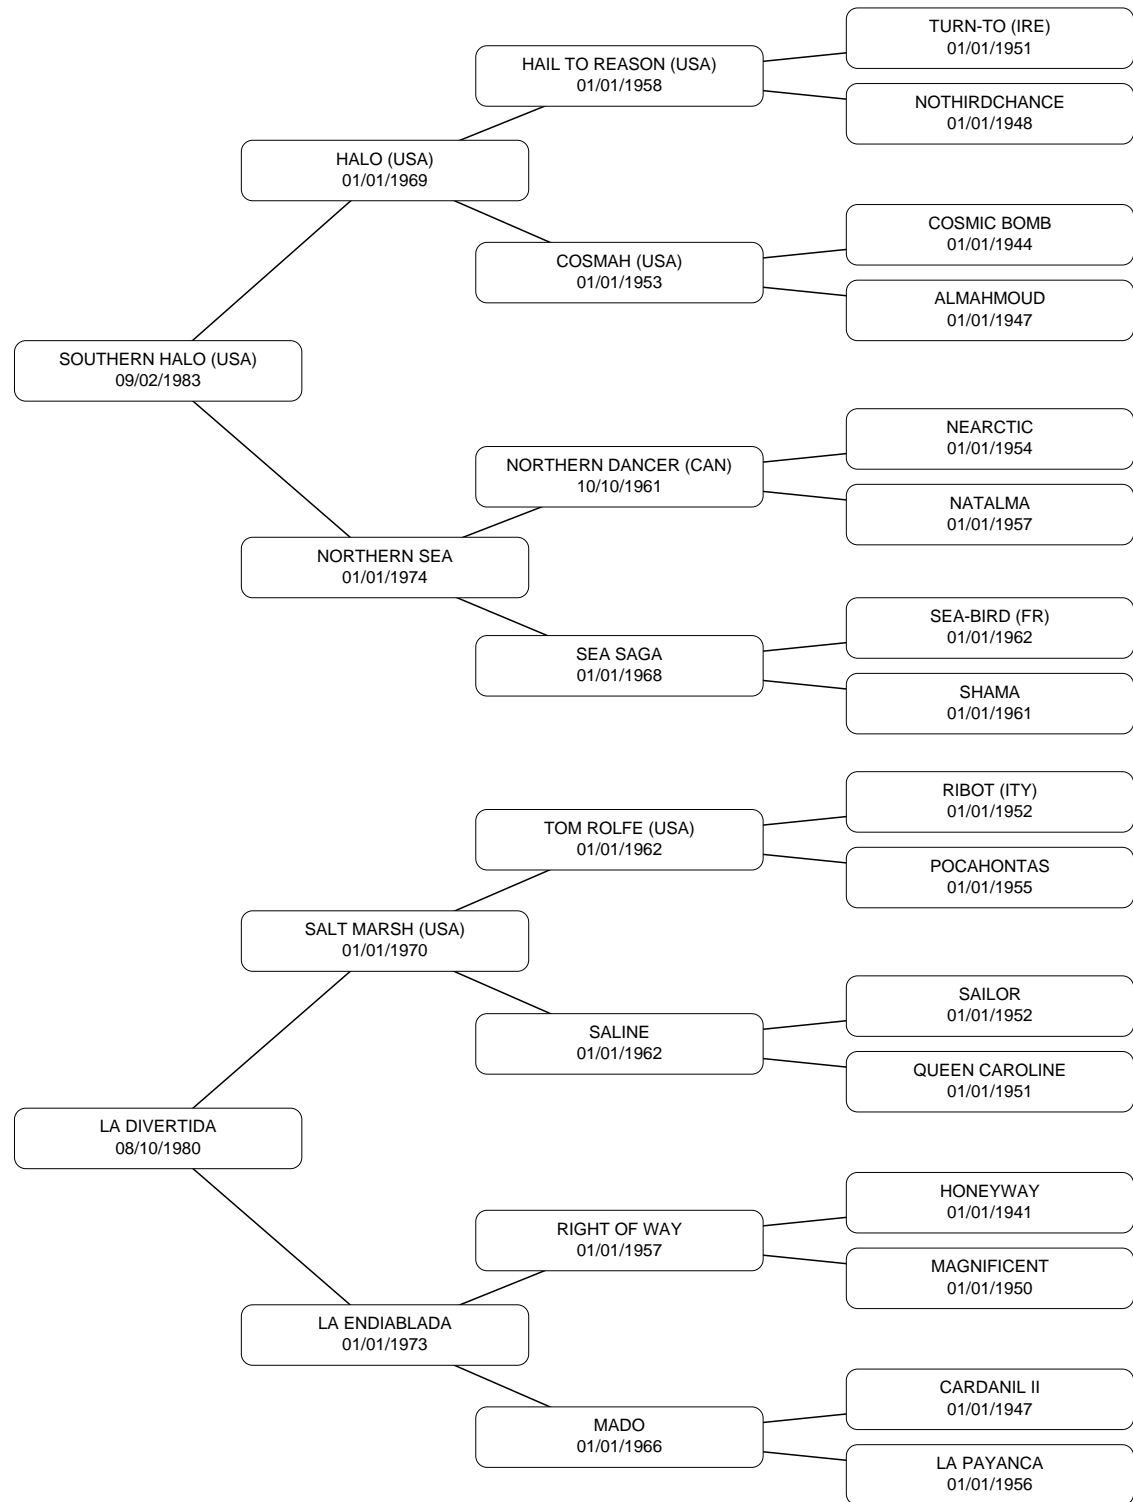 TURN-TO (IRE)
01/01/1951
HAIL TO REASON (USA)
01/01/1958
NOTHIRDCHANCE
01/01/1948
HALO (USA)
01/01/1969
COSMIC BOMB
01/01/1944
COSMAH (USA)
01/01/1953
ALMAHMOUD
01/01/1947
SOUTHERN HALO (USA)
09/02/1983
NEARCTIC
01/01/1954
NORTHERN DANCER (CAN)
10/10/1961
NATALMA
01/01/1957
NORTHERN SEA
01/01/1974
SEA-BIRD (FR)
01/01/1962
SEA SAGA
01/01/1968
SHAMA
01/01/1961
RIBOT (ITY)
01/01/1952
TOM ROLFE (USA)
01/01/1962
POCAHONTAS
01/01/1955
SALT MARSH (USA)
01/01/1970
SAILOR
01/01/1952
SALINE
01/01/1962
QUEEN CAROLINE
01/01/1951
LA DIVERTIDA
08/10/1980
HONEYWAY
01/01/1941
RIGHT OF WAY
01/01/1957
MAGNIFICENT
01/01/1950
LA ENDIABLADA
01/01/1973
CARDANIL II
01/01/1947
MADO
01/01/1966
LA PAYANCA
01/01/1956